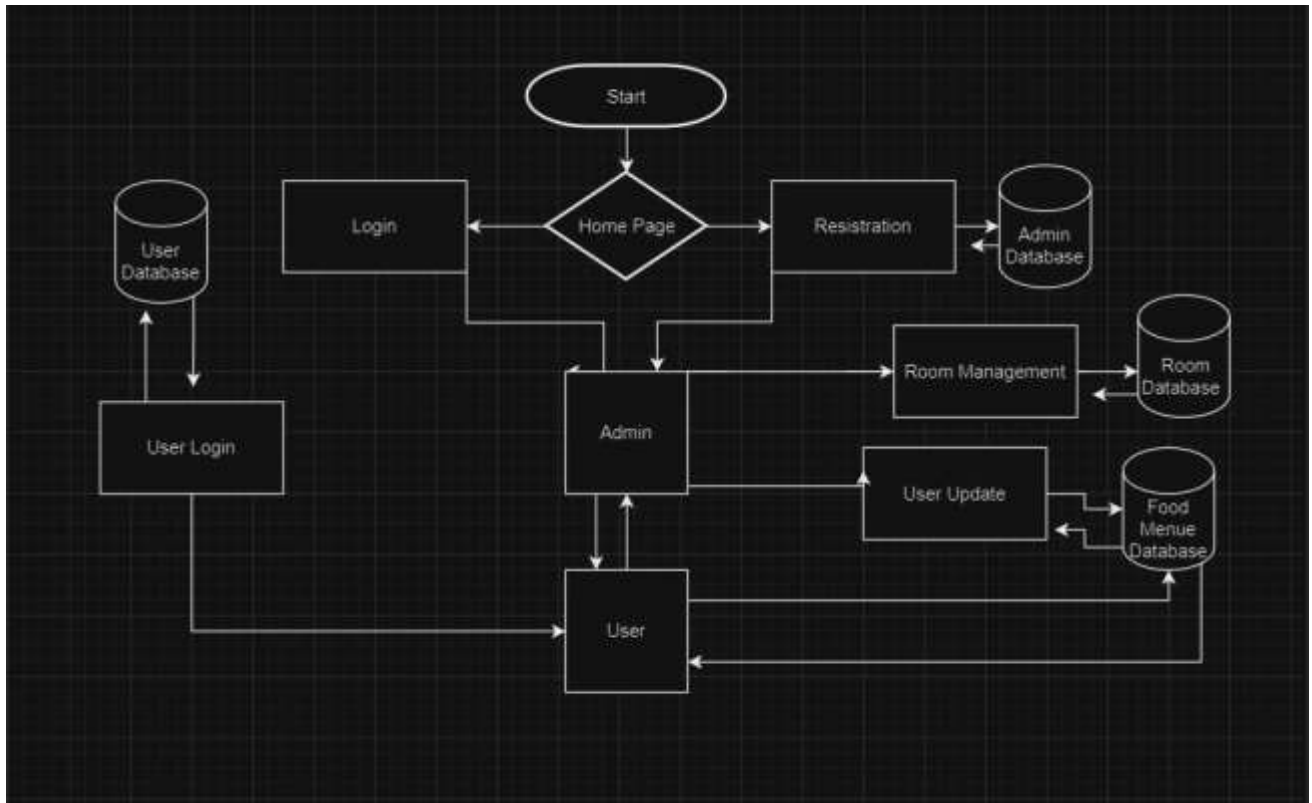 Start
Home Page
Login
Resistration
Admin
Database
User
Database
Room Management
Room
Database
Admin
User Login
User Update
Food
Menue
Database
User